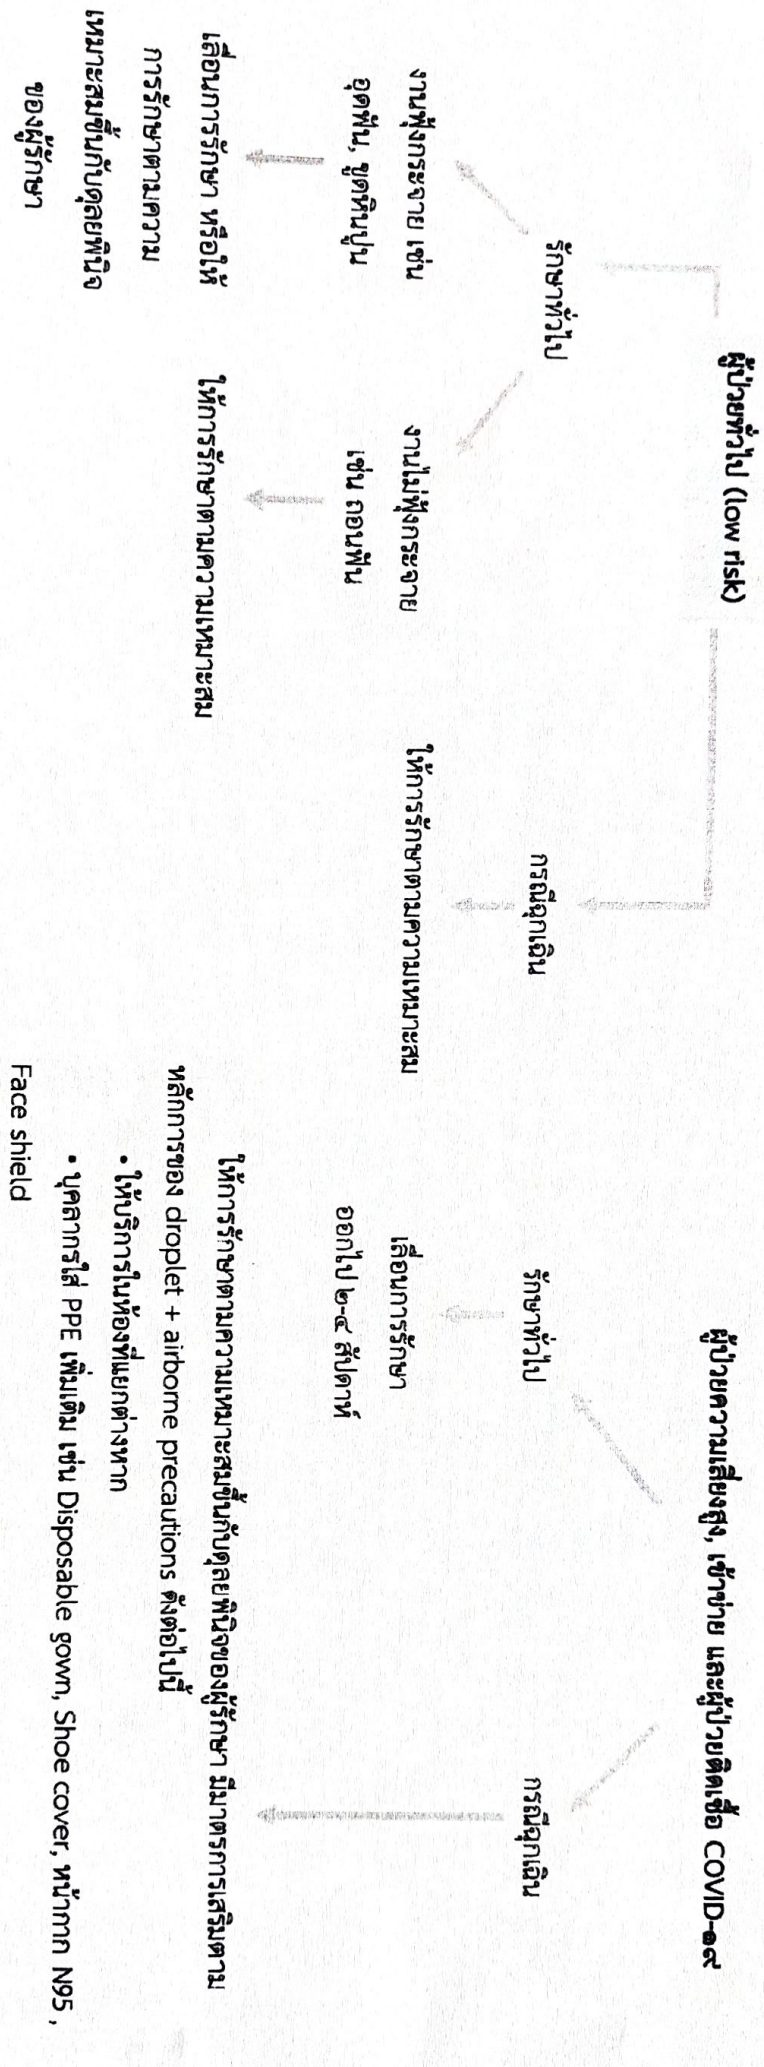 ผู้ป่วยทั่วไป (low risk)
รักษาทั่วไป
กรณีฉุกเฉิน
งานฟุ้งกระจาย เช่น
อุดฟัน, ขูดหินปูน
งานไม่ฟุ้งกระจาย
เช่น ถอนฟัน
ให้การรักษาตามความเหมาะสม
เลื่อนการรักษา หรือให้
การรักษาตามความ
เหมาะสมขึ้นกับดุลยพินิจ
ของผู้รักษา
ให้การรักษาตามความเหมาะสม
ผู้ป่วยความเสี่ยงสูง, เข้าข่าย และผู้ป่วยติดเชื้อ COVID-๑๙
รักษาทั่วไป
กรณีฉุกเฉิน
เลื่อนการรักษา
ออกไป ๒-๔ สัปดาห์
ให้การรักษาตามความเหมาะสมขึ้นกับดุลยพินิจของผู้รักษา มีมาตรการเสริมตาม
หลักการของ droplet + airborne precautions ดังต่อไปนี้
• ให้บริการในห้องที่แยกต่างหาก
• บุคลากรใส่ PPE เพิ่มเติม เช่น Disposable gown, Shoe cover, หน้ากาก N95 ,
Face shield